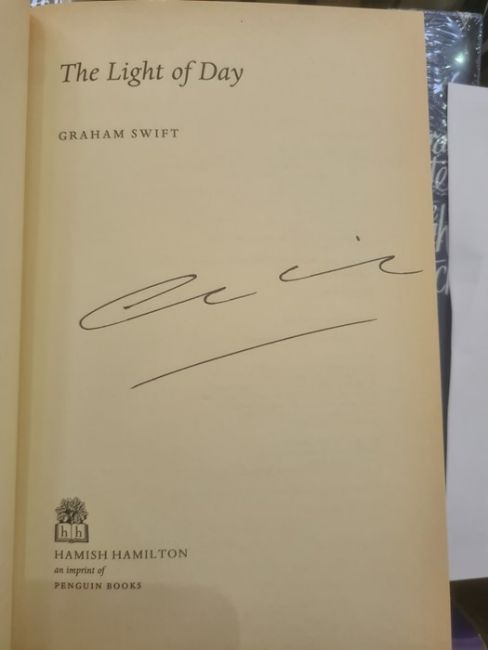 The Light of Day
GRAHAM SWIFT
h h
HAMISH HAMILTON
an imprint of
PENGUIN BOOKS